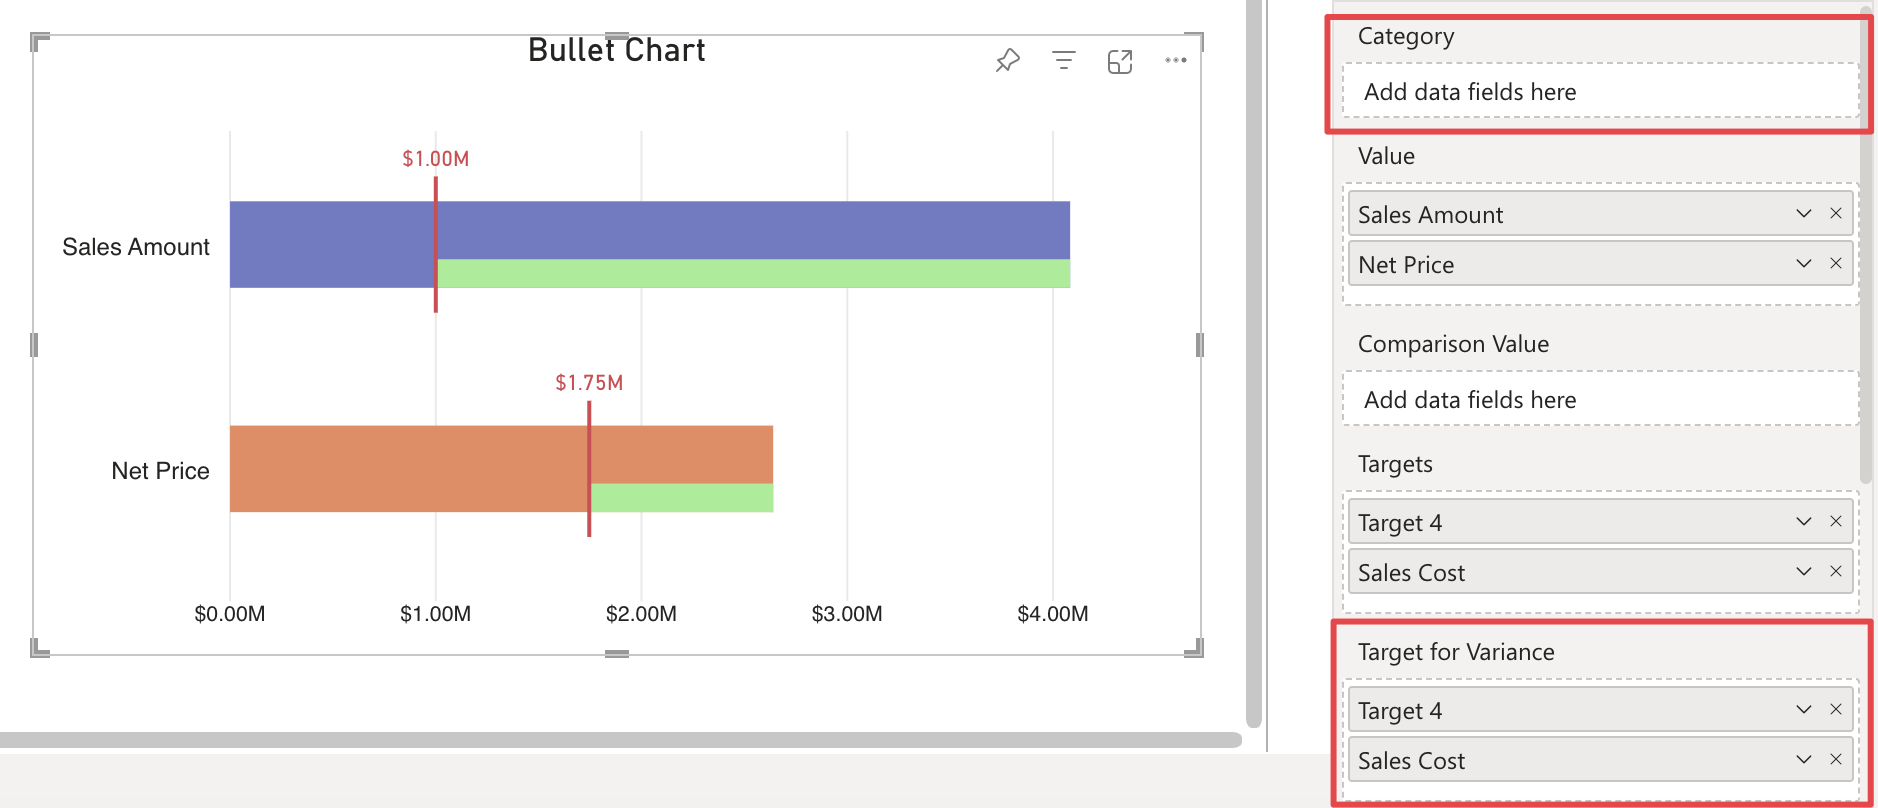 Bullet Chart
$1.00M
Sales Amount
$1.75M
Net Price
$0.00M
$1.00M
$2.00M
$3.00M
$4.00M
Category
Add data fields here
Value
Sales Amount
Net Price
Comparison Value
Add data fields here
Targets
Target 4
Sales Cost
Target for Variance
Target 4
Sales Cost